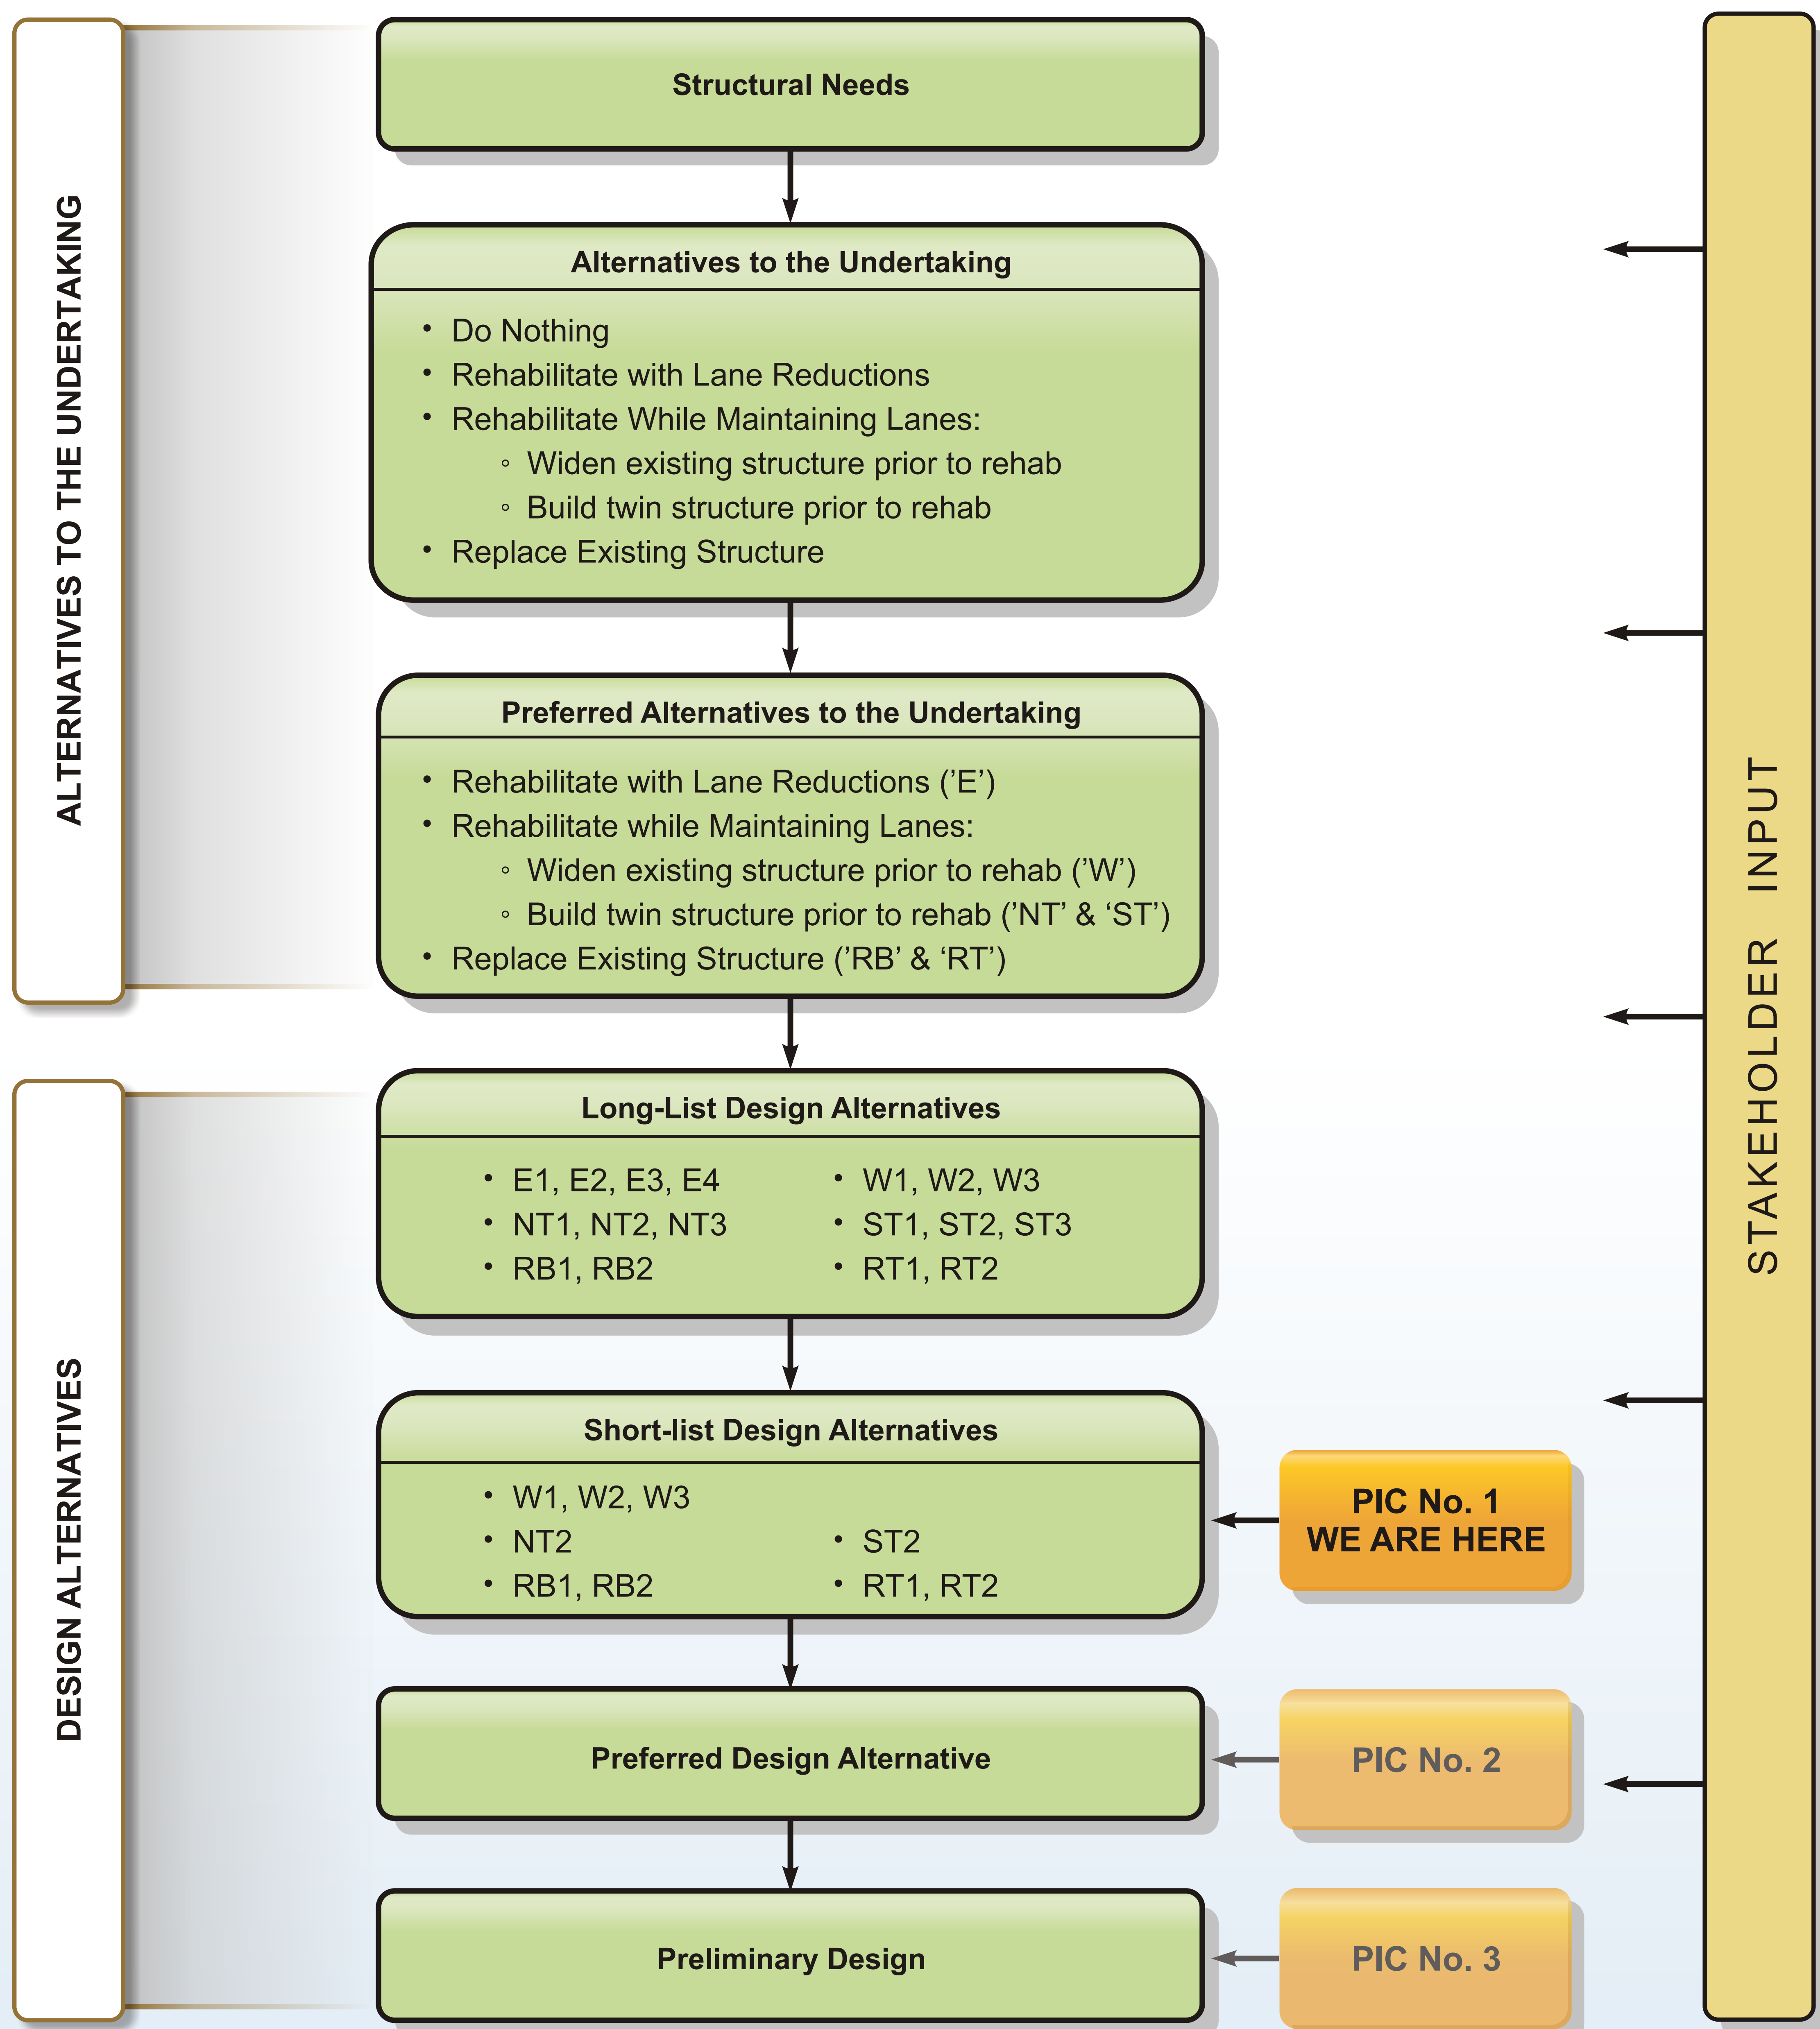 ALTERNATIVES TO THE UNDERTAKING
Structural Needs
Alternatives to the Undertaking
• Do Nothing
• Rehabilitate with Lane Reductions
• Rehabilitate While Maintaining Lanes:
◦ Widen existing structure prior to rehab
◦ Build twin structure prior to rehab
• Replace Existing Structure
Preferred Alternatives to the Undertaking
• Rehabilitate with Lane Reductions (’E’)
• Rehabilitate while Maintaining Lanes:
◦ Widen existing structure prior to rehab (’W’)
◦ Build twin structure prior to rehab (’NT’ & ‘ST’)
• Replace Existing Structure (’RB’ & ‘RT’)
DESIGN ALTERNATIVES
Long-List Design Alternatives
• E1, E2, E3, E4 • W1, W2, W3
• NT1, NT2, NT3 • ST1, ST2, ST3
• RB1, RB2 • RT1, RT2
Short-list Design Alternatives
• W1, W2, W3
• NT2 • ST2
• RB1, RB2 • RT1, RT2
PIC No. 1
WE ARE HERE
Preferred Design Alternative
PIC No. 2
Preliminary Design
PIC No. 3
STAKEHOLDER INPUT